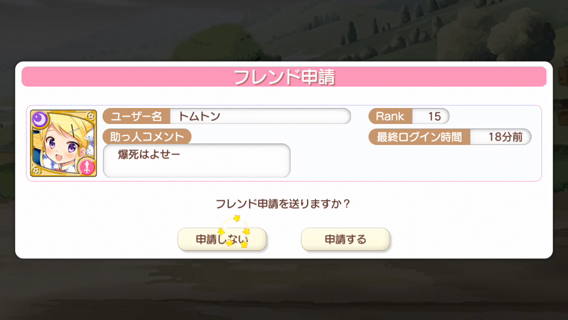 フレンド申請
ユーザー名 トムトン Rank 15
助っ人コメント 最終ログイン時間 18分前
爆死はよせー
フレンド申請を送りますか？
申請しない 申請する